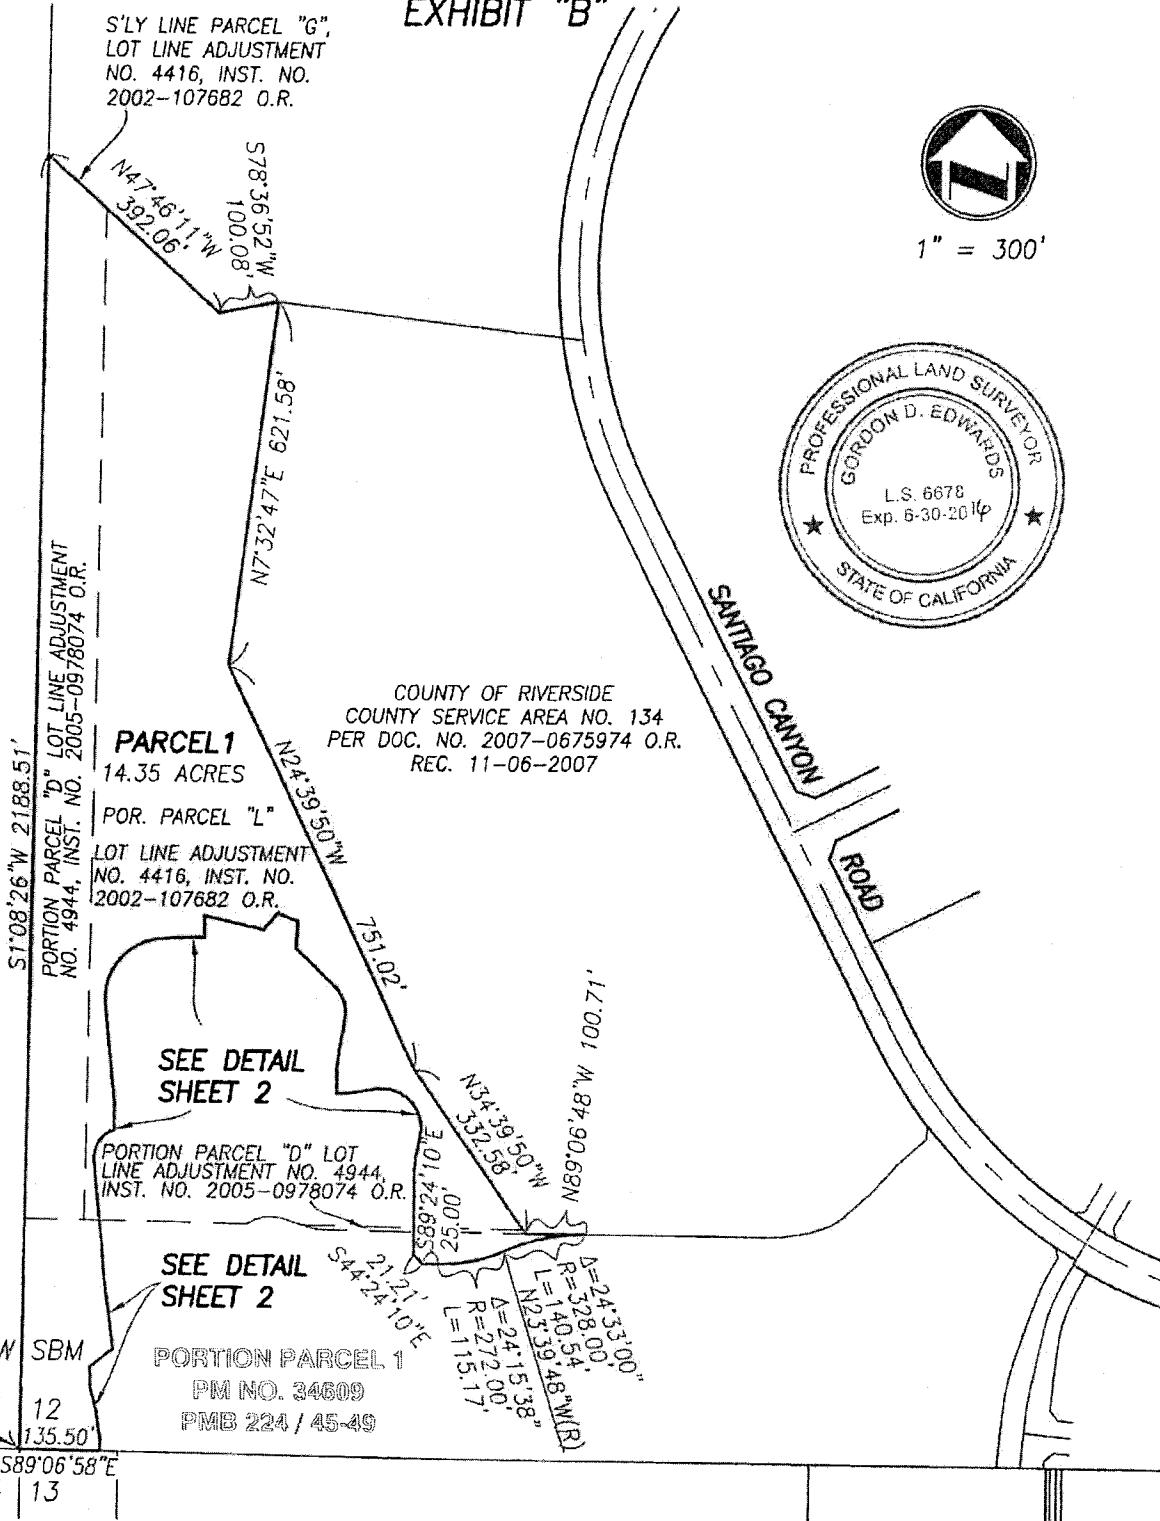 EXHIBIT "B"
S'LY LINE PARCEL "G",
LOT LINE ADJUSTMENT
NO. 4416, INST. NO.
2002-107682 O.R.
N47°46'11"W
392.06'
S78°36'52"W
100.08'
1" = 300'
PROFESSIONAL LAND SURVEYOR
GORDON D. EDWARDS
L.S. 6678
Exp. 6-30-2016
STATE OF CALIFORNIA
N7°32'47"E 621.58'
SANTIAGO CANYON
ROAD
COUNTY OF RIVERSIDE
COUNTY SERVICE AREA NO. 134
PER DOC. NO. 2007-0675974 O.R.
REC. 11-06-2007
S1°08'26"W 2188.51'
PORTION PARCEL "D" LOT LINE ADJUSTMENT
NO. 4944, INST. NO. 2005-0978074 O.R.
PARCEL 1
14.35 ACRES
POR. PARCEL "L"
LOT LINE ADJUSTMENT
NO. 4416, INST. NO.
2002-107682 O.R.
N24°39'50"W
751.02'
SEE DETAIL
SHEET 2
N34°39'50"W
332.58'
N89°06'48"W 100.71'
PORTION PARCEL "D" LOT
LINE ADJUSTMENT NO. 4944,
INST. NO. 2005-0978074 O.R.
S89°24'10"E
25.00'
21.21'
S44°24'10"E
Δ=24°33'00"
R=328.00'
L=140.54'
N23°39'48"W(R)
Δ=24°15'38"
R=272.00'
L=115.17'
SEE DETAIL
SHEET 2
SBM
PORTION PARCEL 1
PM NO. 34609
PMB 224 / 45-49
12
135.50'
S89°06'58"E
13